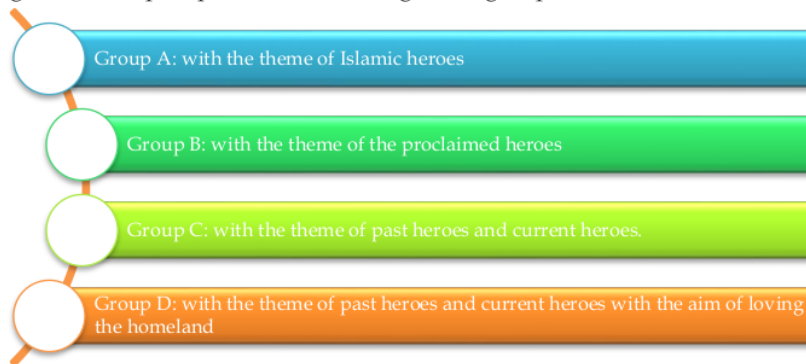 Group A: with the theme of Islamic heroes
Group B: with the theme of the proclaimed heroes
Group C: with the theme of past heroes and current heroes.
Group D: with the theme of past heroes and current heroes with the aim of loving
the homeland